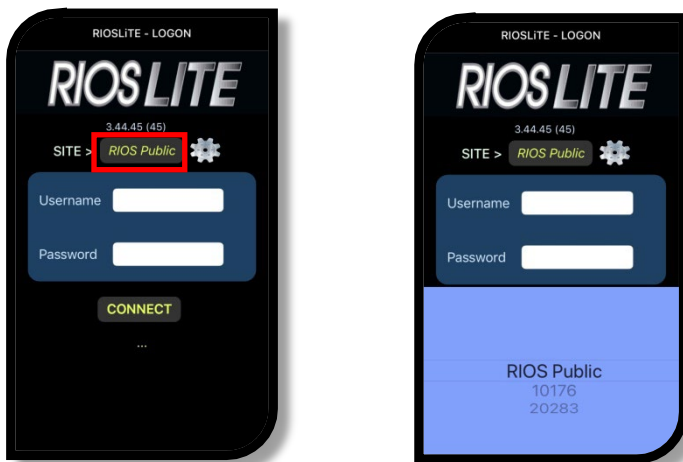 RIOSLiTE - LOGON
RIOS LITE
3.44.45 (45)
SITE > RIOS Public
Username
Password
CONNECT
...
RIOSLiTE - LOGON
RIOS LITE
3.44.45 (45)
SITE > RIOS Public
Username
Password
RIOS Public
10176
20283